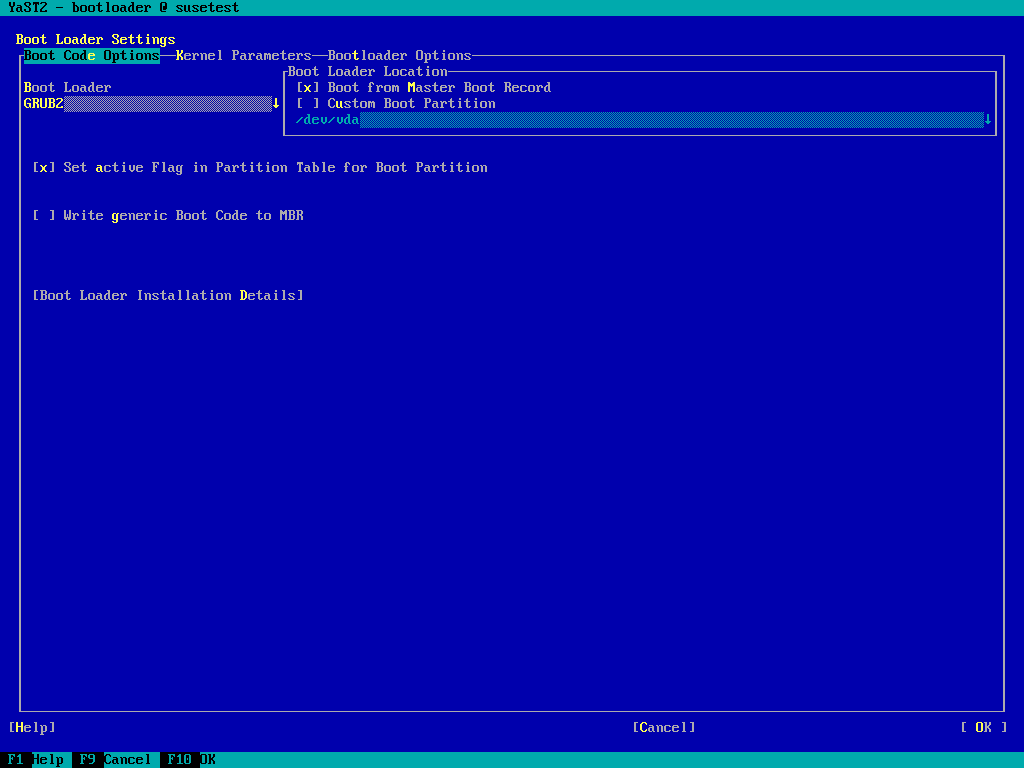 YaST2 - bootloader @ susetest
Boot Loader Settings
Boot Code Options Kernel Parameters Bootloader Options
Boot Loader Location
Boot Loader
[x] Boot from Master Boot Record
GRUB2
[ ] Custom Boot Partition
/dev/vda
[x] Set active Flag in Partition Table for Boot Partition
[ ] Write generic Boot Code to MBR
[Boot Loader Installation Details]
[Help] [Cancel] [ OK ]
F1 Help F9 Cancel F10 OK